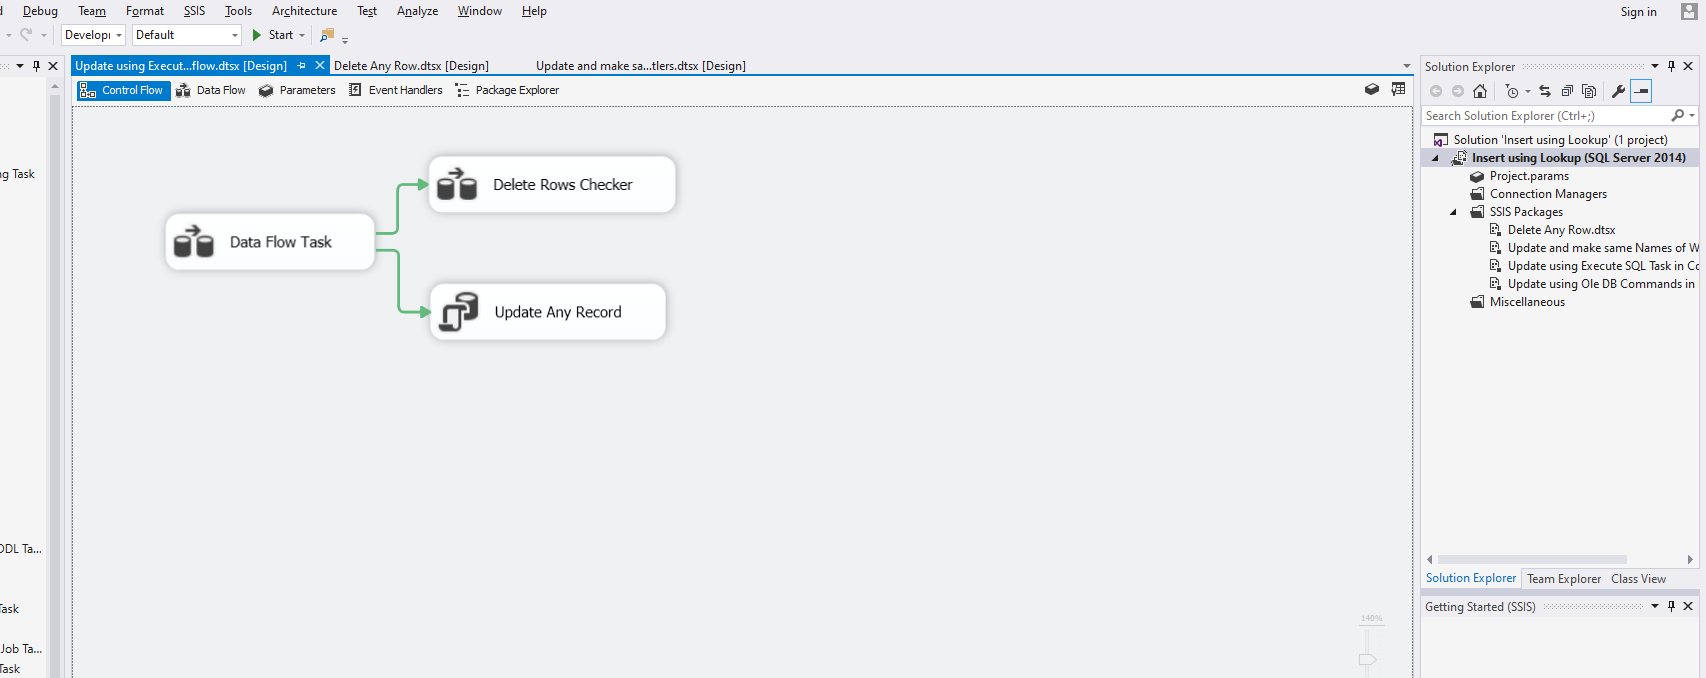 Debug Team Format SSIS Tools Architecture Test Analyze Window Help Sign in
Developı Default Start
Update using Execut...flow.dtsx [Design] Delete Any Row.dtsx [Design] Update and make sa...tlers.dtsx [Design]
Control Flow Data Flow Parameters Event Handlers Package Explorer
Delete Rows Checker
Data Flow Task
Update Any Record
140%
ng Task
DDL Ta...
Task
Job Ta...
Task
Solution Explorer
Search Solution Explorer (Ctrl+;)
Solution 'Insert using Lookup' (1 project)
Insert using Lookup (SQL Server 2014)
Project.params
Connection Managers
SSIS Packages
Delete Any Row.dtsx
Update and make same Names of W
Update using Execute SQL Task in Co
Update using Ole DB Commands in
Miscellaneous
Solution Explorer Team Explorer Class View
Getting Started (SSIS)